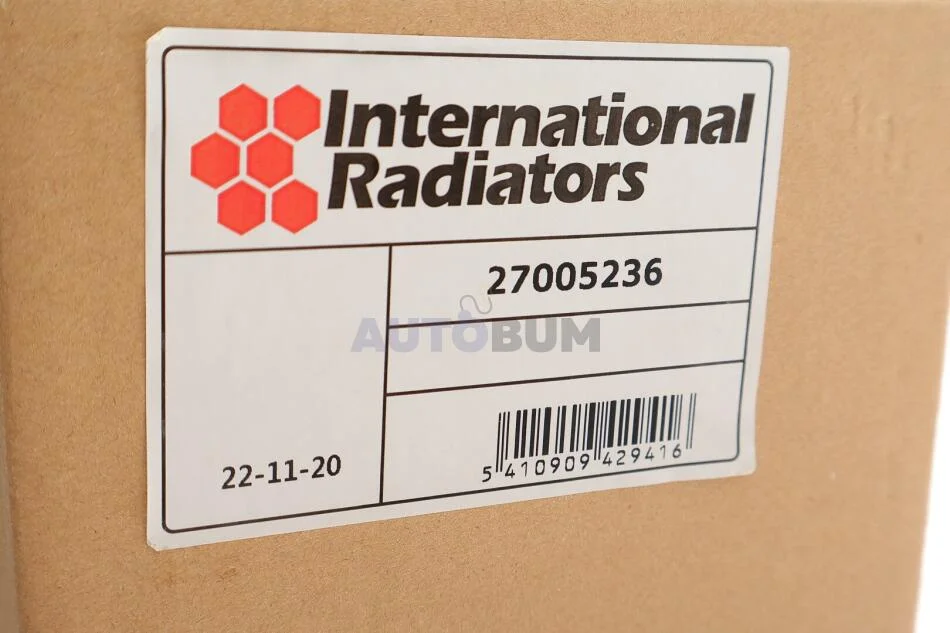 International
Radiators
27005236
AUTOBUM
22-11-20
5 410909 429416